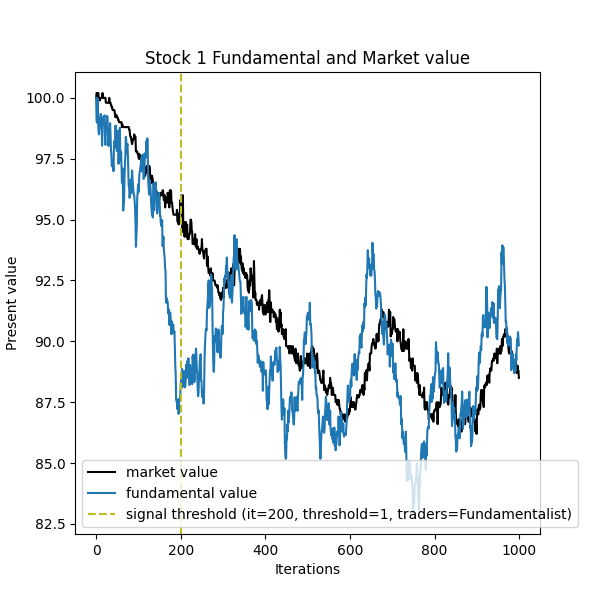 Stock 1 Fundamental and Market value
Present value
100.0
97.5
95.0
92.5
90.0
87.5
85.0
82.5
market value
fundamental value
signal threshold (it=200, threshold=1, traders=Fundamentalist)
0 200 400 600 800 1000
Iterations